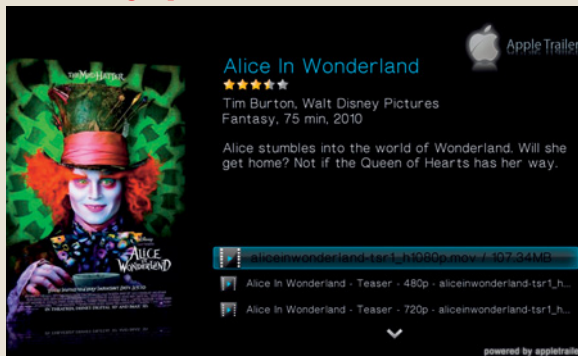 Apple Trailer
Alice In Wonderland
Tim Burton, Walt Disney Pictures
Fantasy, 75 min, 2010
Alice stumbles into the world of Wonderland. Will she
get home? Not if the Queen of Hearts has her way.
THE MAD HATTER
Disney
ALICE
IN
WONDERLAND
aliceinwonderland-tsr1_h1080p.mov / 107.34MB
Alice In Wonderland - Teaser - 480p - aliceinwonderland-tsr1_h...
Alice In Wonderland - Teaser - 720p - aliceinwonderland-tsr1_h...
powered by appletraile